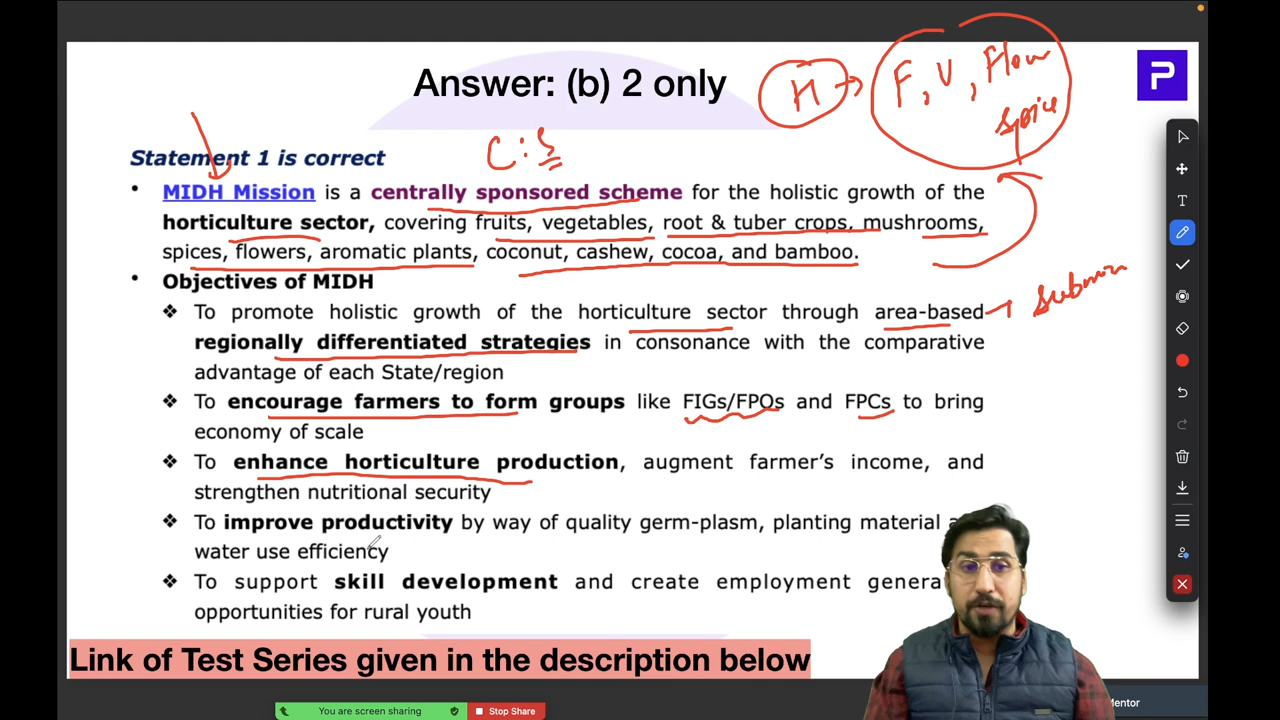 Answer: (b) 2 only
H → F, V, Flow
Spice
P
C:S
Statement 1 is correct
• MIDH Mission is a centrally sponsored scheme for the holistic growth of the
horticulture sector, covering fruits, vegetables, root & tuber crops, mushrooms,
spices, flowers, aromatic plants, coconut, cashew, cocoa, and bamboo.
• Objectives of MIDH
❖ To promote holistic growth of the horticulture sector through area-based
regionally differentiated strategies in consonance with the comparative
advantage of each State/region
❖ To encourage farmers to form groups like FIGs/FPOs and FPCs to bring
economy of scale
❖ To enhance horticulture production, augment farmer's income, and
strengthen nutritional security
❖ To improve productivity by way of quality germ-plasm, planting material
water use efficiency
❖ To support skill development and create employment
opportunities for rural youth
Link of Test Series given in the description below
Mentor
You are screen sharing
Stop Share